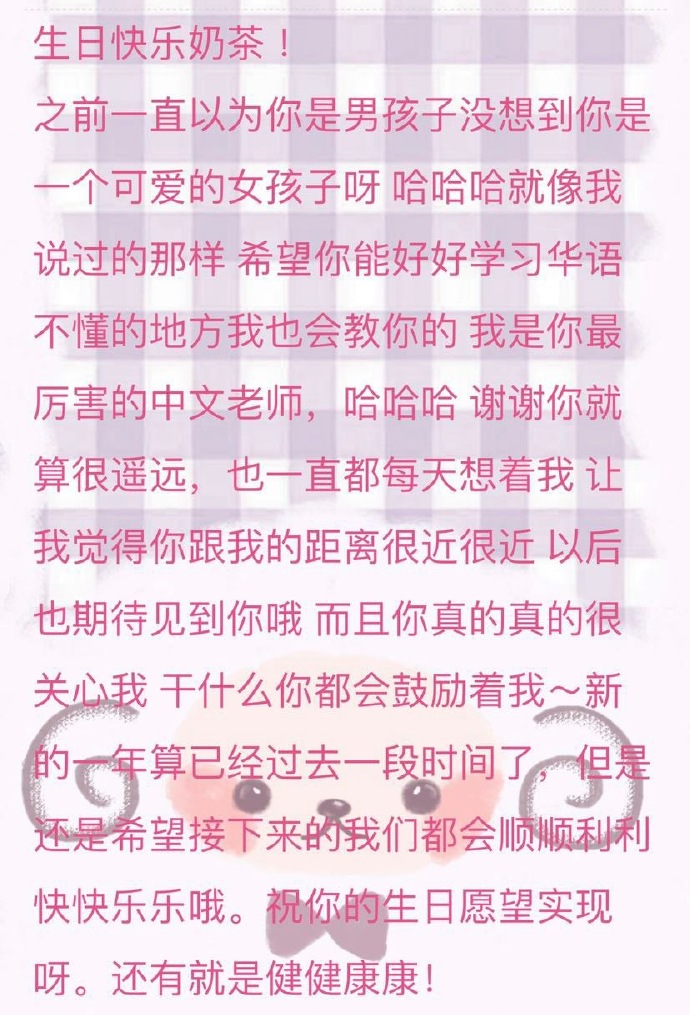 生日快乐奶茶！
之前一直以为你是男孩子没想到你是
一个可爱的女孩子呀 哈哈哈就像我
说过的那样 希望你能好好学习华语
不懂的地方我也会教你的 我是你最
厉害的中文老师，哈哈哈 谢谢你就
算很遥远，也一直都每天想着我 让
我觉得你跟我的距离很近很近 以后
也期待见到你哦 而且你真的真的很
关心我 干什么你都会鼓励着我～新
的一年算已经过去一段时间了，但是
还是希望接下来的我们都会顺顺利利
快快乐乐哦。祝你的生日愿望实现
呀。还有就是健健康康！